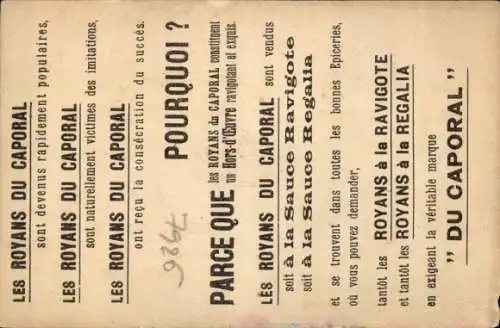 LES ROYANS DU CAPORAL
sont devenus rapidement populaires,
LES ROYANS DU CAPORAL
sont naturellement victimes des imitations,
LES ROYANS DU CAPORAL
ont reçu la consécration du succès.
POURQUOI ?
PARCE QUE les ROYANS du CAPORAL constituent
un Hors-d'Œuvre ravigotant et exquis.
LES ROYANS DU CAPORAL sont vendus
soit à la Sauce Ravigote
soit à la Sauce Regalia
et se trouvent dans toutes les bonnes Epiceries,
où vous pouvez demander,
tantôt les ROYANS à la RAVIGOTE
et tantôt les ROYANS à la REGALIA
en exigeant la véritable marque
" DU CAPORAL "